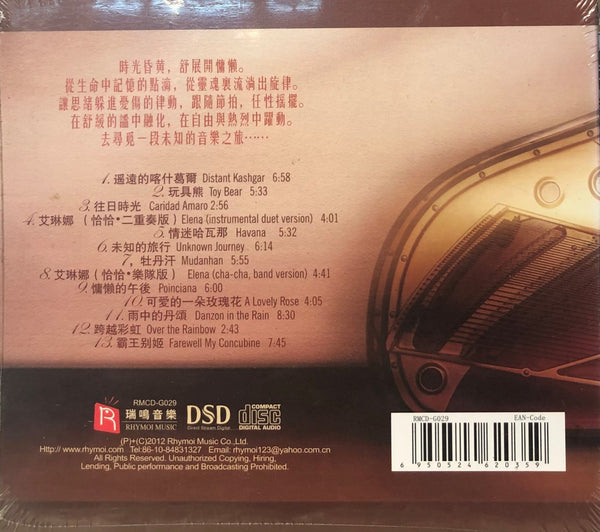 時光昏黄，舒展開慵懶。
從生命中記憶的點滴，從靈魂裏流淌出旋律。
讓思緒躲進憂傷的律動，跟隨節拍，任性摇擺。
在舒缓的謐中融化，在自由與熱烈中躍動。
去尋覓一段未知的音樂之旅……
1. 遥遠的喀什葛爾 Distant Kashgar 6:58
2. 玩具熊 Toy Bear 5:33
3. 往日時光 Caridad Amaro 2:56
4. 艾琳娜 （恰恰•二重奏版）Elena (instrumental duet version) 4:01
5. 情迷哈瓦那 Havana 5:32
6. 未知的旅行 Unknown Journey 6:14
7, 牡丹汗 Mudanhan 5:55
8. 艾琳娜（恰恰•樂隊版） Elena (cha-cha, band version) 4:41
9. 慵懶的午後 Poinciana 6:00
10. 可愛的一朵玫瑰花 A Lovely Rose 4:05
11. 雨中的丹頌 Danzon in the Rain 8:30
12. 跨越彩虹 Over the Rainbow 2:43
13. 霸王别姬 Farewell My Concubine 7:45
RMCD-G029
R
瑞鳴音樂
RHYMOI MUSIC
DSD
Direct Stream Digital
COMPACT
disc
DIGITAL AUDIO
(P)+(C)2012 Rhymoi Music Co.,Ltd.
Http:// www.rhymoi.com Tel: 86-10-84831327 Email: rhymoi123@yahoo.com.cn
All Rights Reserved. Unauthorized Copying, Hiring,
Lending, Public performance and Broadcasting Prohibited.
RMCD-G029 EAN-Code
6 950524 620359